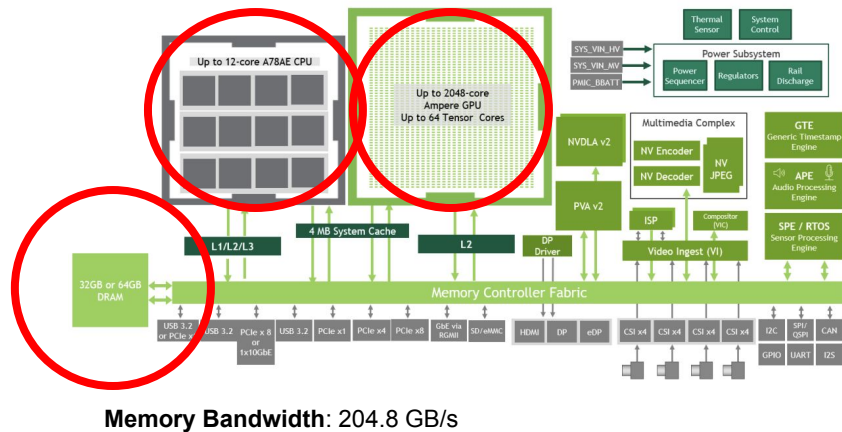 Up to 12-core A78AE CPU
Up to 2048-core
Ampere GPU
Up to 64 Tensor Cores
Thermal
Sensor
System
Control
SYS_VIN_HV
SYS_VIN_MV
PMIC_BBATT
Power Subsystem
Power
Sequencer
Regulators
Rail
Discharge
NVDLA v2
PVA v2
Multimedia Complex
NV Encoder
NV Decoder
NV
JPEG
GTE
Generic Timestamp
Engine
APE
Audio Processing
Engine
SPE / RTOS
Sensor Processing
Engine
ISP
Compositor
(VIC)
Video Ingest (VI)
L1/L2/L3
4 MB System Cache
L2
DP
Driver
32GB or 64GB
DRAM
Memory Controller Fabric
USB 3.2
or PCIe x
USB 3.2
PCIe x 8
or
1x10GbE
USB 3.2
PCIe x1
PCIe x4
PCIe x8
GbE via
RGMII
SD/eMMC
HDMI
DP
eDP
CSI x4
CSI x4
CSI x4
CSI x4
I2C
SPI/
QSPI
CAN
GPIO
UART
I2S
Memory Bandwidth: 204.8 GB/s